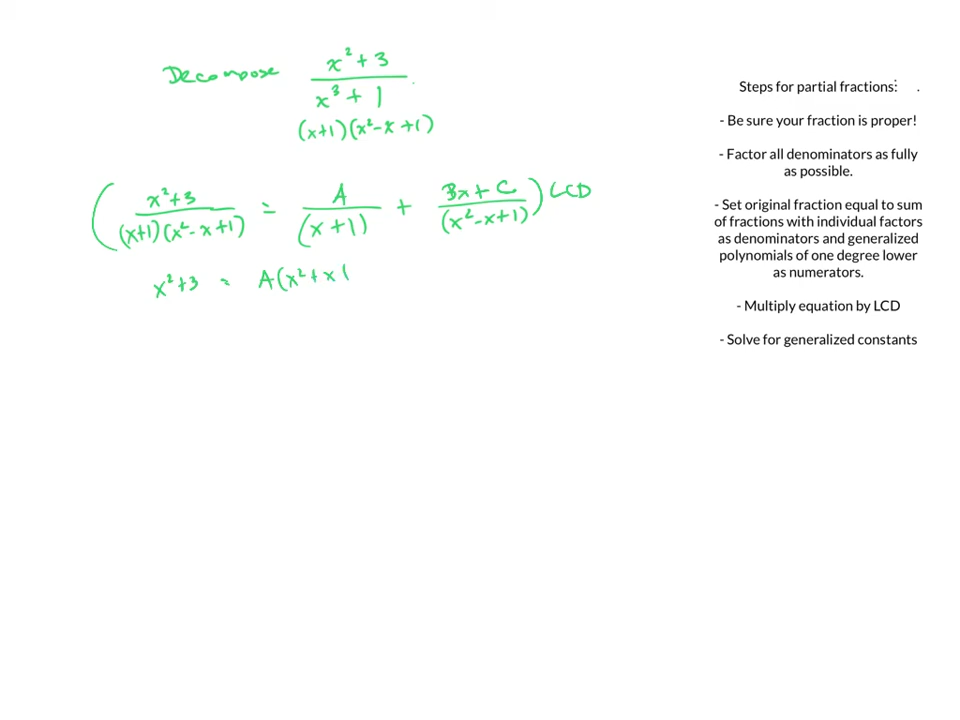 Decompose x² + 3 / x³ + 1
(x+1)(x²-x+1)
( x²+3 / (x+1)(x²-x+1) = A / (x+1) + Bx+C / (x²-x+1) ) LCD
x²+3 = A(x²+x(
Steps for partial fractions:
- Be sure your fraction is proper!
- Factor all denominators as fully
as possible.
- Set original fraction equal to sum
of fractions with individual factors
as denominators and generalized
polynomials of one degree lower
as numerators.
- Multiply equation by LCD
- Solve for generalized constants